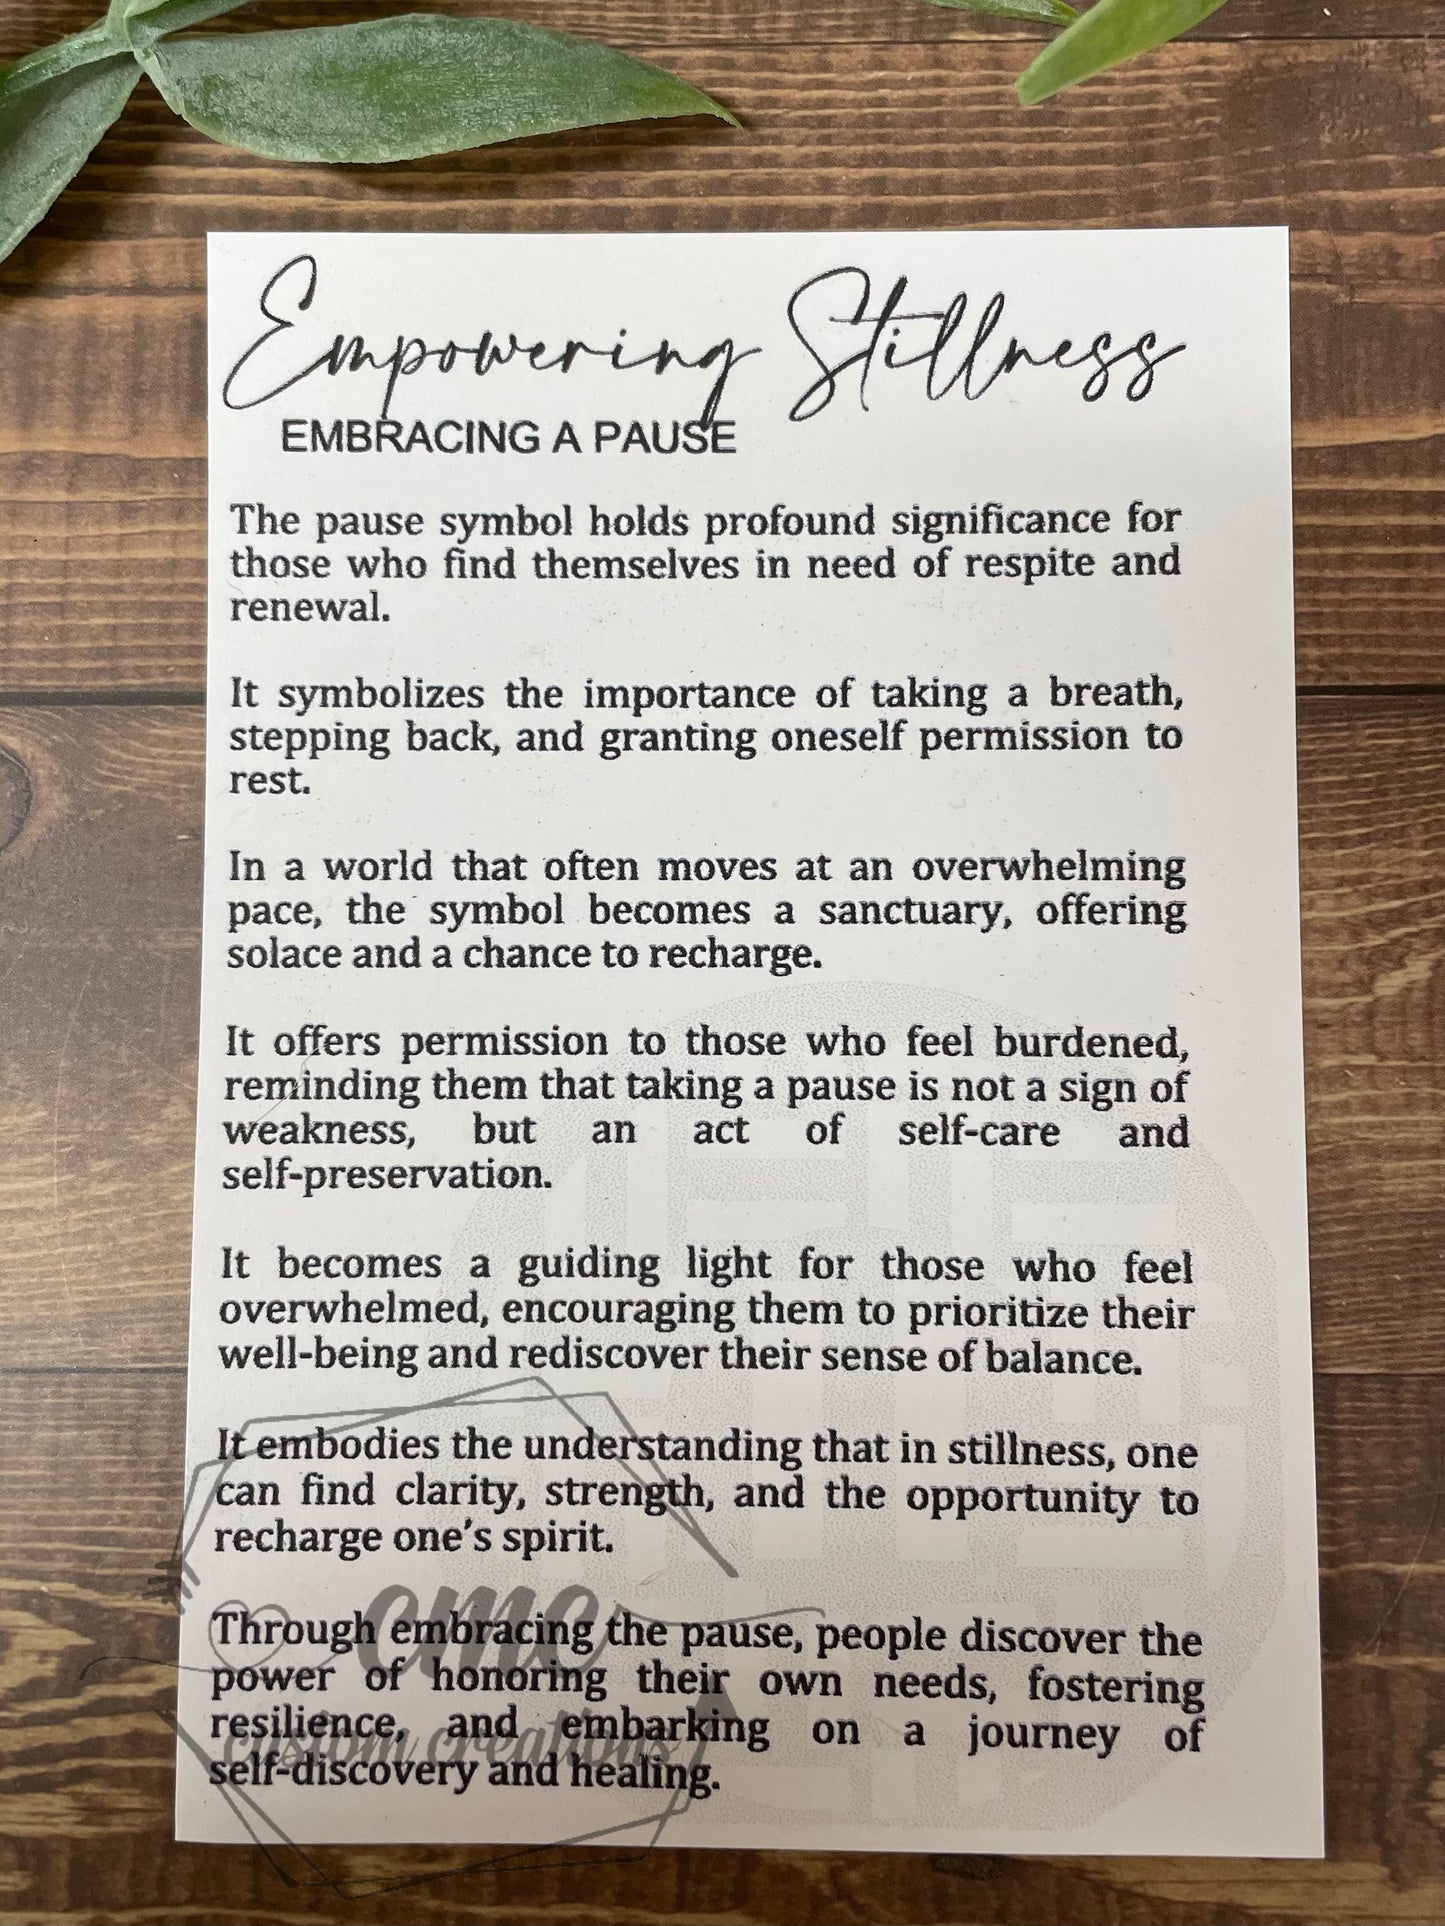 Empowering Stillness
EMBRACING A PAUSE
The pause symbol holds profound significance for
those who find themselves in need of respite and
renewal.
It symbolizes the importance of taking a breath,
stepping back, and granting oneself permission to
rest.
In a world that often moves at an overwhelming
pace, the symbol becomes a sanctuary, offering
solace and a chance to recharge.
It offers permission to those who feel burdened,
reminding them that taking a pause is not a sign of
weakness, but an act of self-care and
self-preservation.
It becomes a guiding light for those who feel
overwhelmed, encouraging them to prioritize their
well-being and rediscover their sense of balance.
It embodies the understanding that in stillness, one
can find clarity, strength, and the opportunity to
recharge one's spirit.
Through embracing the pause, people discover the
power of honoring their own needs, fostering
resilience, and embarking on a journey of
self-discovery and healing.
cmc
custom creations